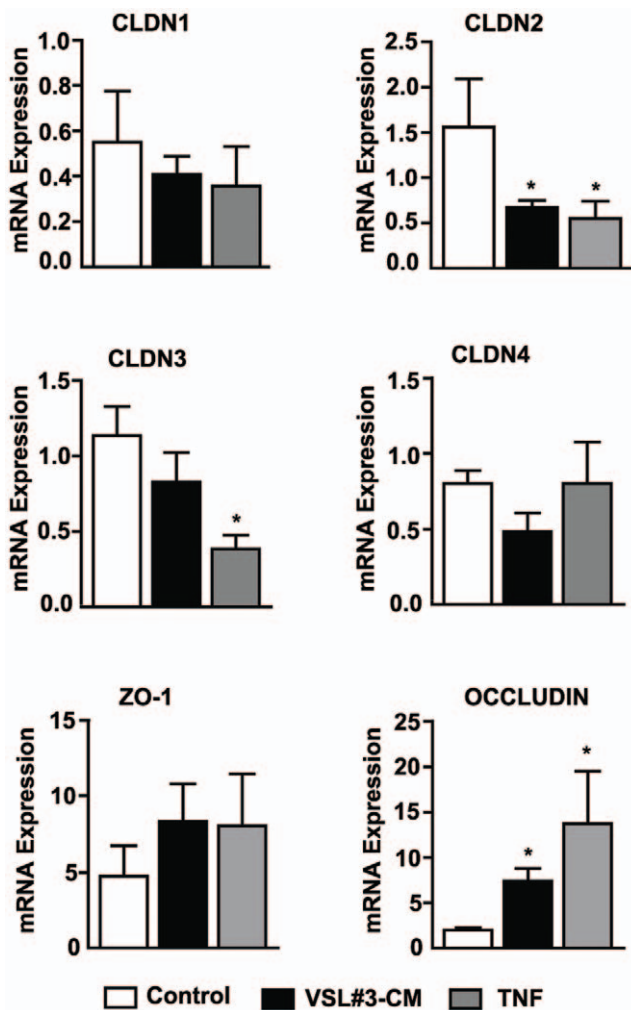 CLDN1
mRNA Expression
1.0
0.8
0.6
0.4
0.2
0.0
CLDN2
mRNA Expression
2.5
2.0
1.5
1.0
0.5
0.0
*
*
CLDN3
mRNA Expression
1.5
1.0
0.5
0.0
*
CLDN4
mRNA Expression
1.5
1.0
0.5
0.0
ZO-1
mRNA Expression
15
10
5
0
OCCLUDIN
mRNA Expression
25
20
15
10
5
0
*
*
Control VSL#3-CM TNF